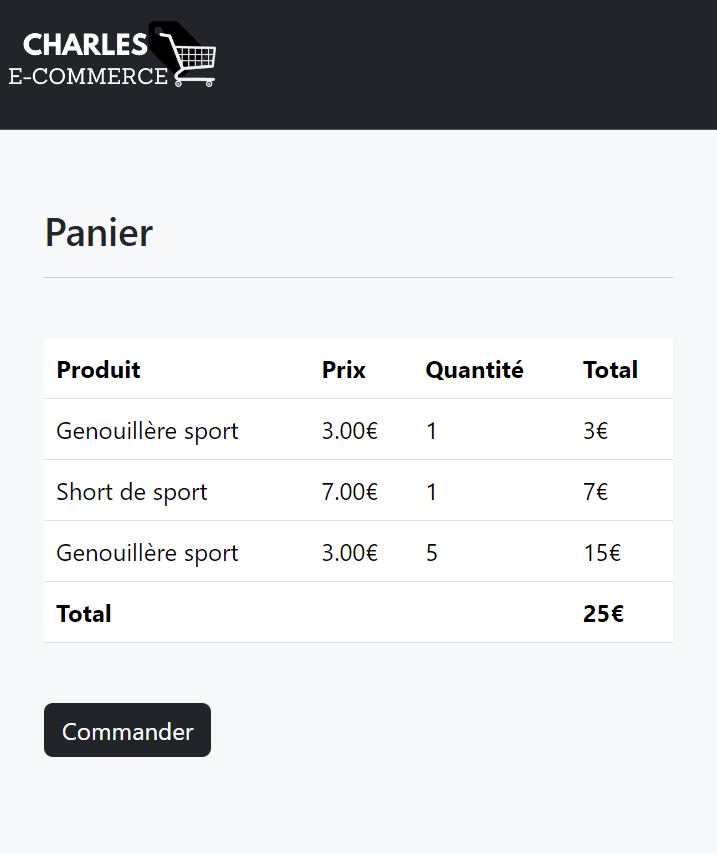 CHARLES
E-COMMERCE
Panier
Produit Prix Quantité Total
Genouillère sport 3.00€ 1 3€
Short de sport 7.00€ 1 7€
Genouillère sport 3.00€ 5 15€
Total 25€
Commander